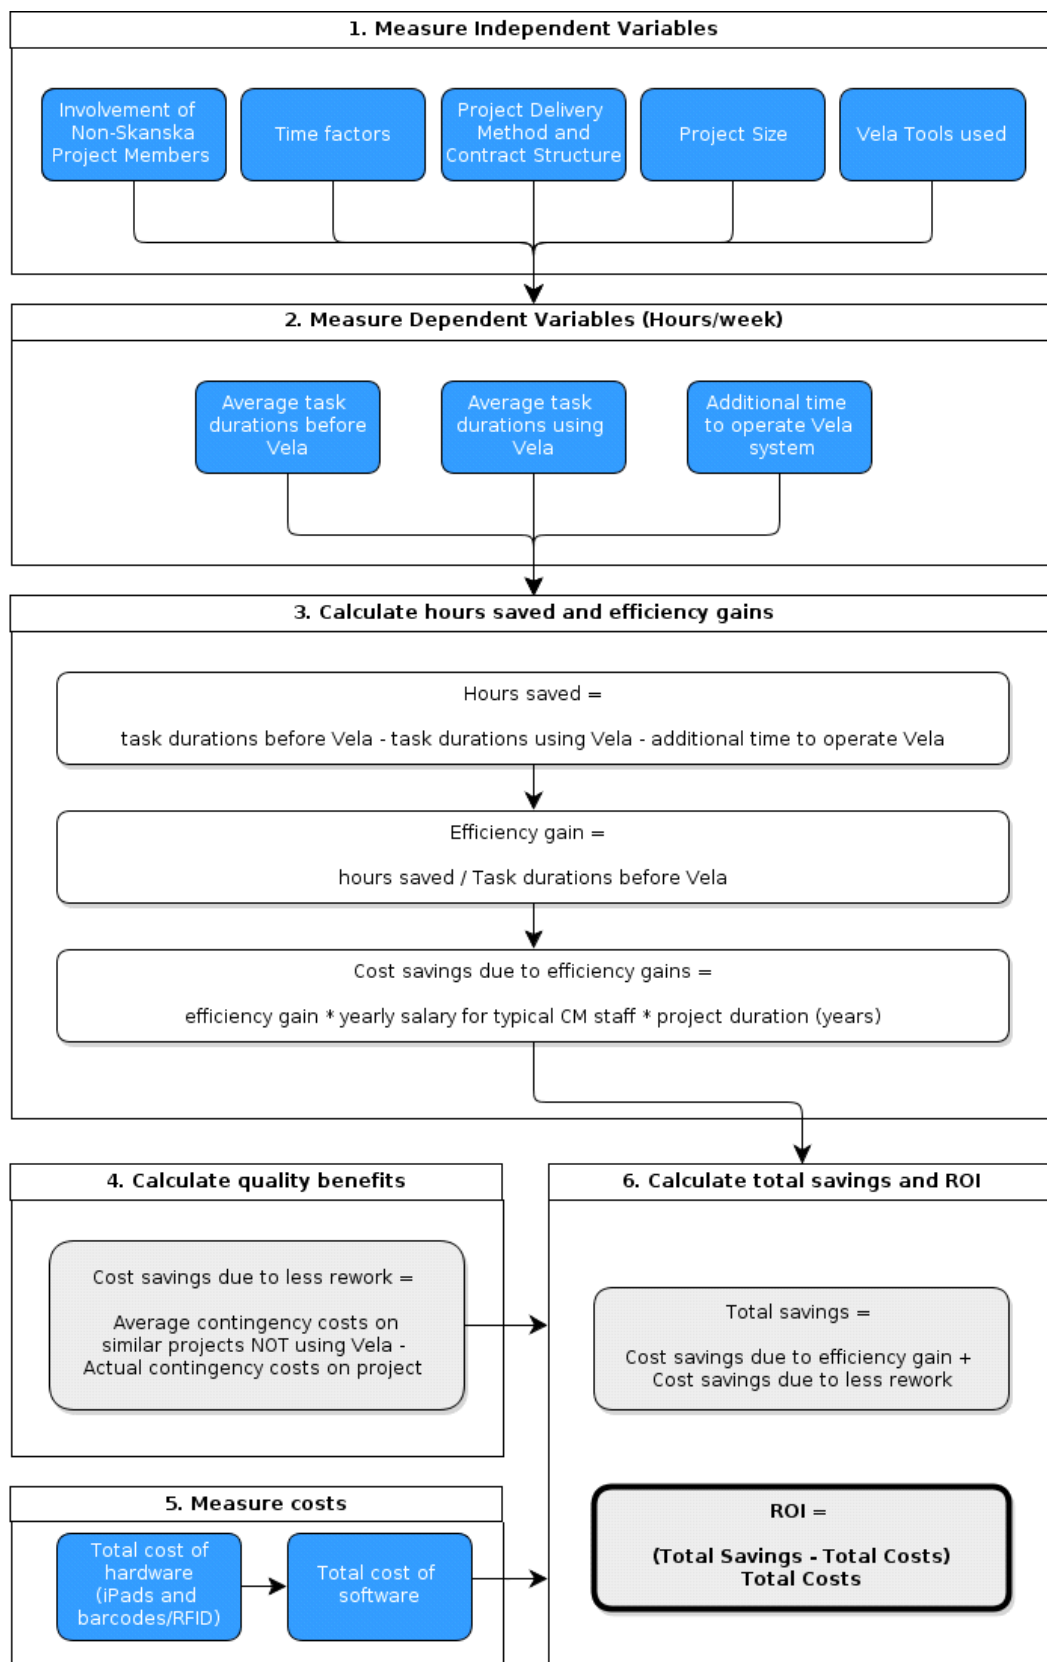 1. Measure Independent Variables
Involvement of
Non-Skanska
Project Members
Time factors
Project Delivery
Method and
Contract Structure
Project Size
Vela Tools used
2. Measure Dependent Variables (Hours/week)
Average task
durations before
Vela
Average task
durations using
Vela
Additional time
to operate Vela
system
3. Calculate hours saved and efficiency gains
Hours saved =
task durations before Vela - task durations using Vela - additional time to operate Vela
Efficiency gain =
hours saved / Task durations before Vela
Cost savings due to efficiency gains =
efficiency gain * yearly salary for typical CM staff * project duration (years)
4. Calculate quality benefits
Cost savings due to less rework =
Average contingency costs on
similar projects NOT using Vela -
Actual contingency costs on project
5. Measure costs
Total cost of
hardware
(iPads and
barcodes/RFID)
Total cost of
software
6. Calculate total savings and ROI
Total savings =
Cost savings due to efficiency gain +
Cost savings due to less rework
ROI =
(Total Savings - Total Costs)
Total Costs